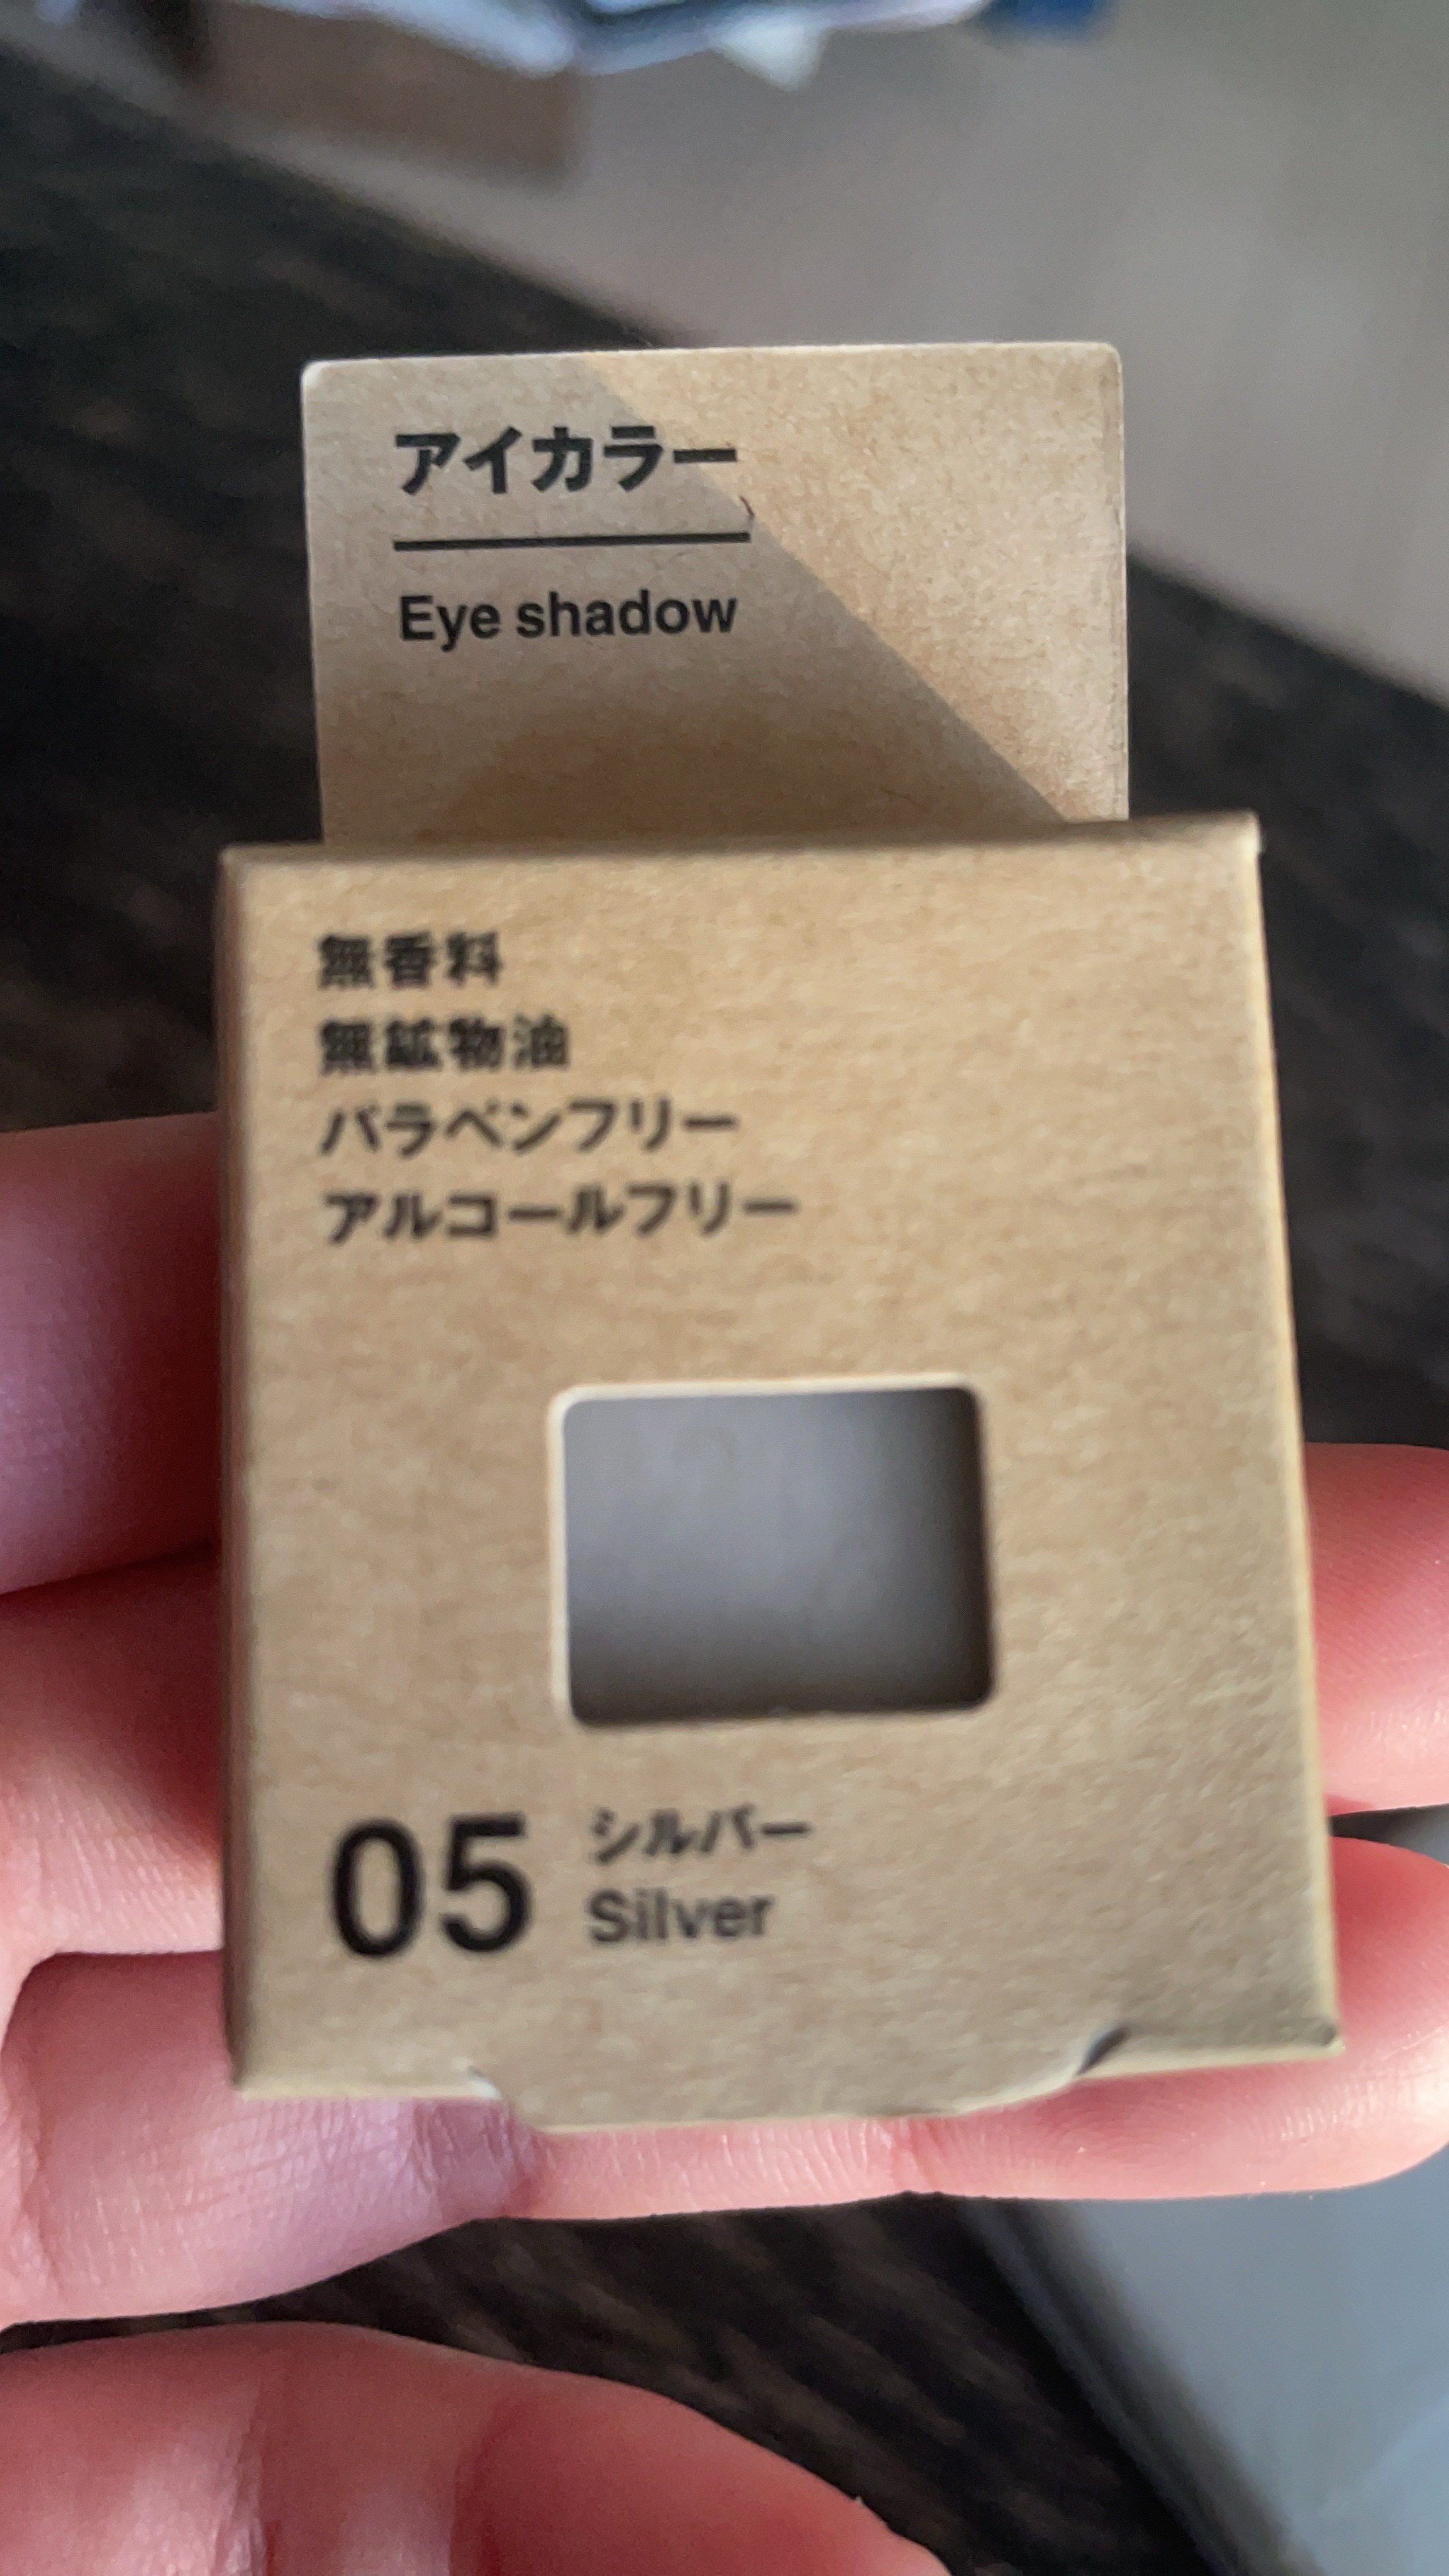 アイカラー
Eye shadow
無香料
無鉱物油
パラベンフリー
アルコールフリー
05 シルバー
Silver